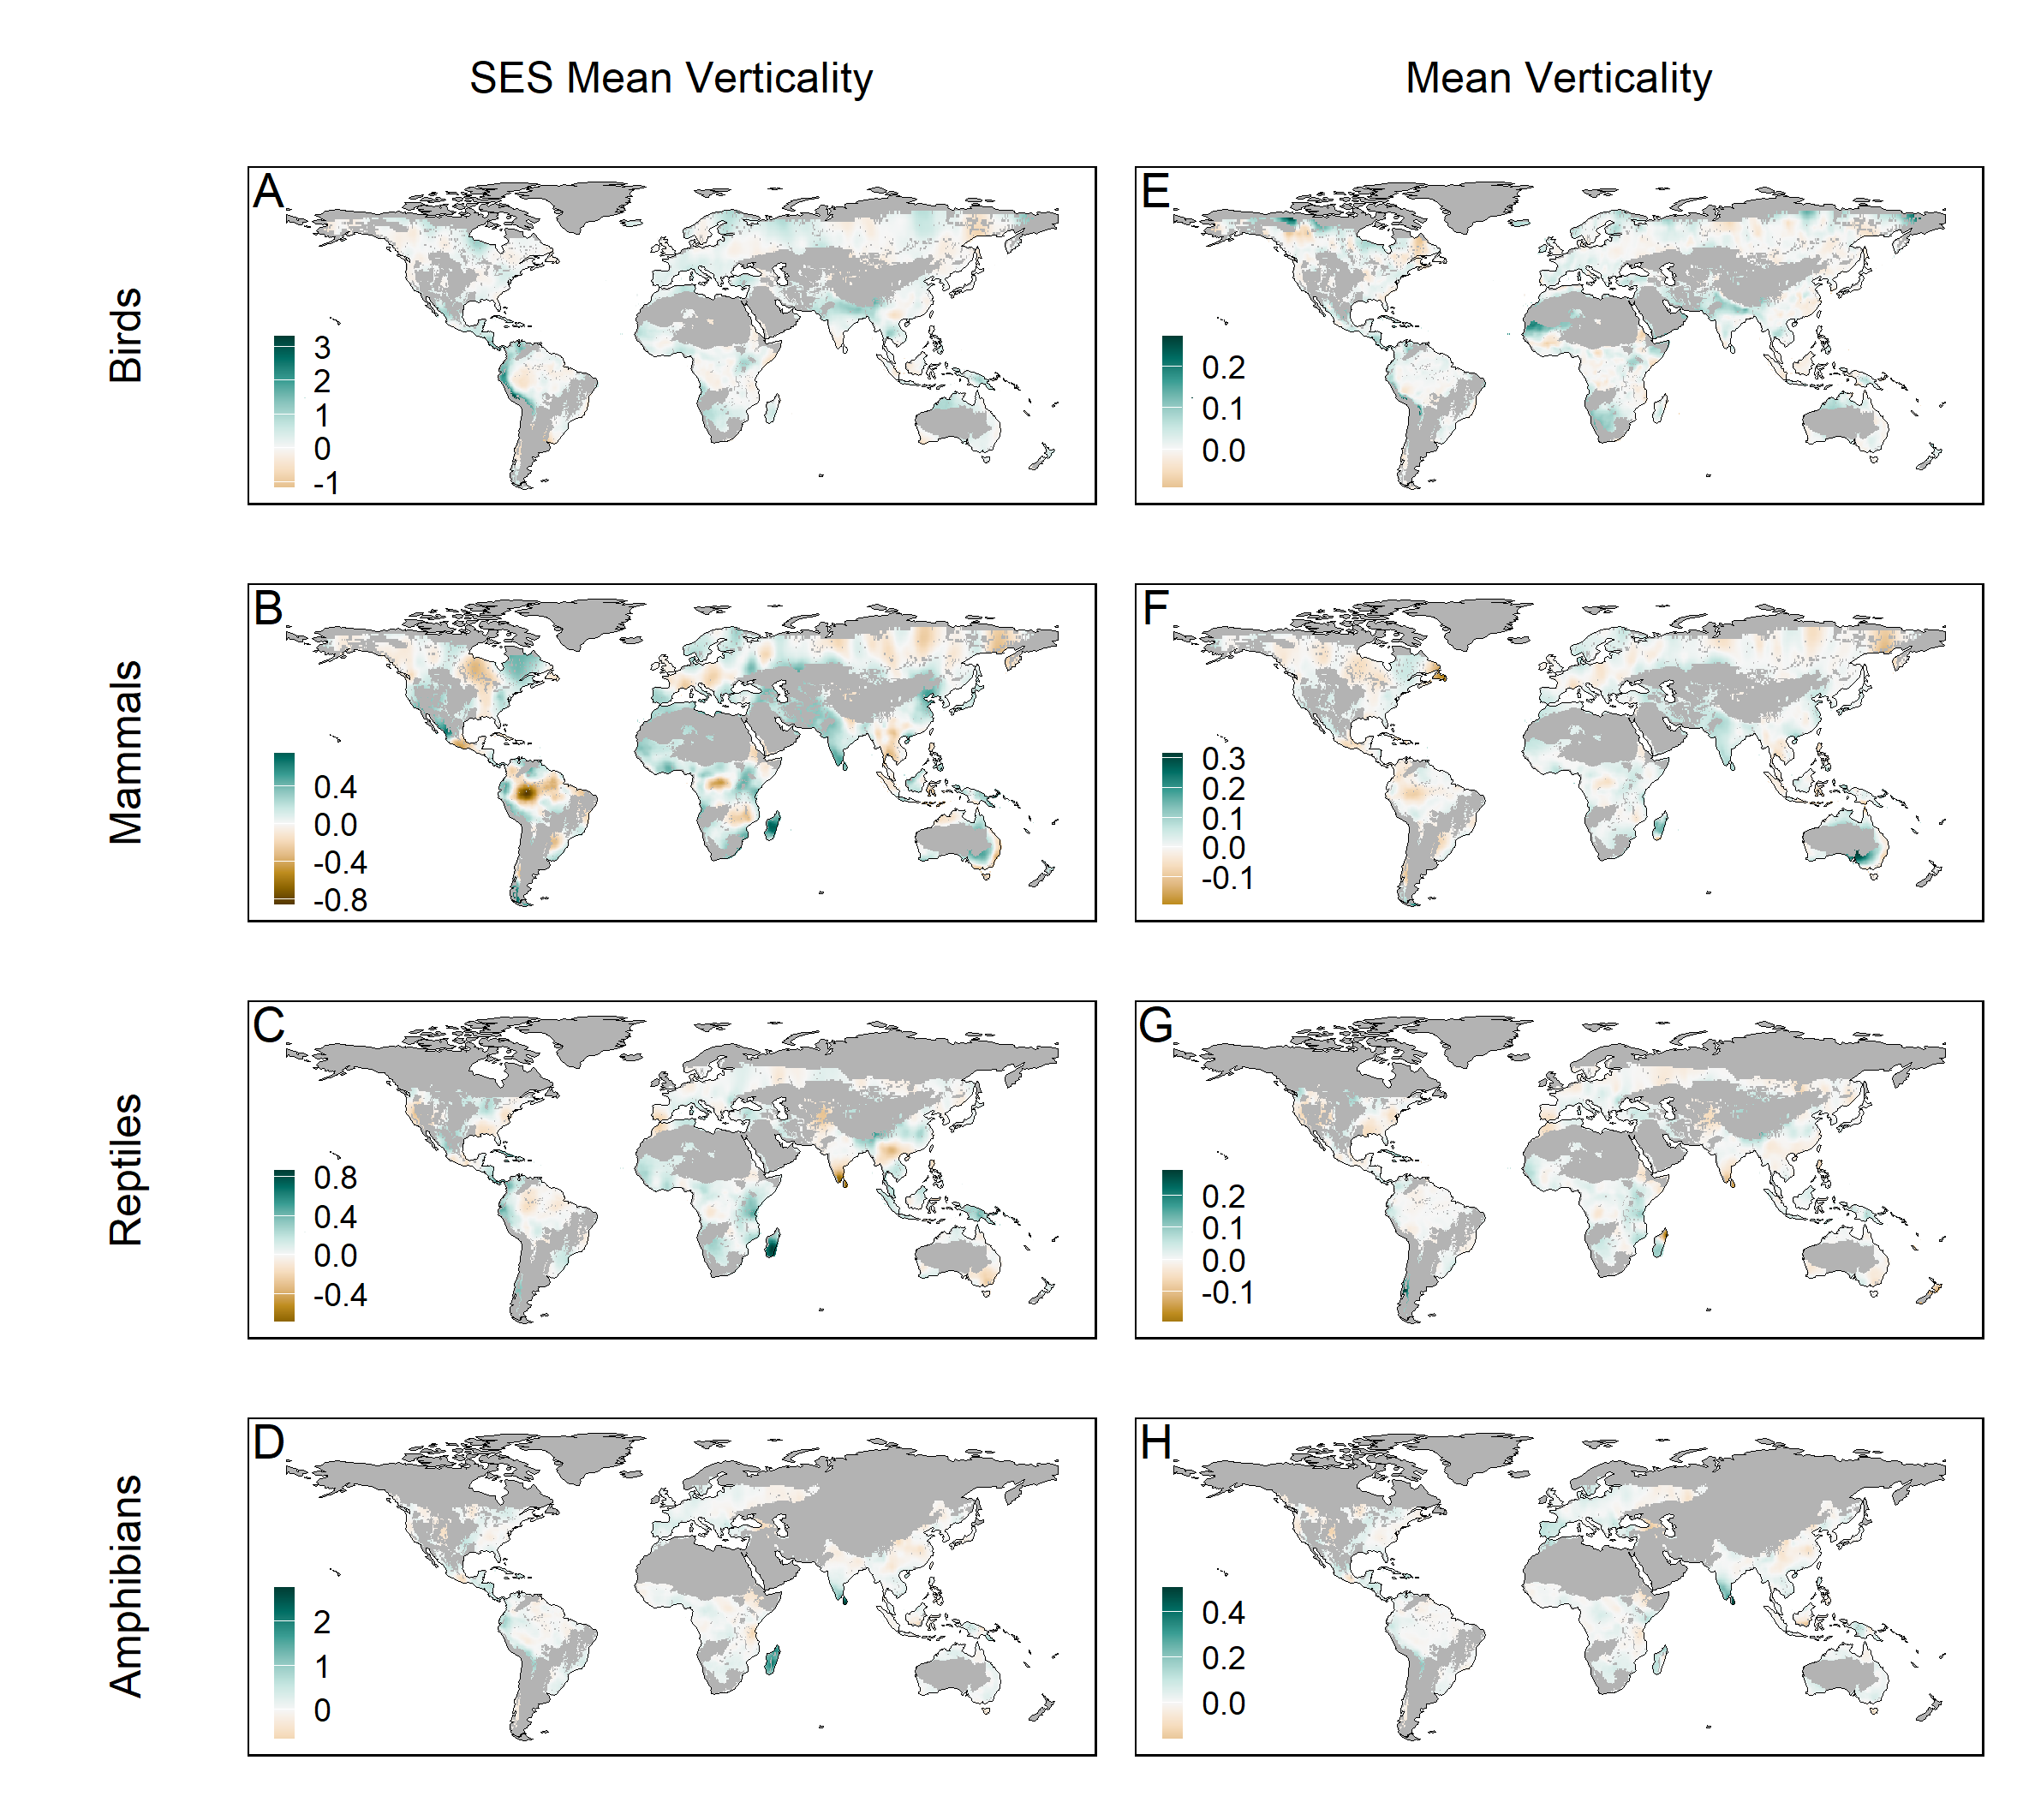 SES Mean Verticality
Mean Verticality
Birds
A
3
2
1
0
-1
E
0.2
0.1
0.0
Mammals
B
0.4
0.0
-0.4
-0.8
F
0.3
0.2
0.1
0.0
-0.1
Reptiles
C
0.8
0.4
0.0
-0.4
G
0.2
0.1
0.0
-0.1
Amphibians
D
2
1
0
H
0.4
0.2
0.0